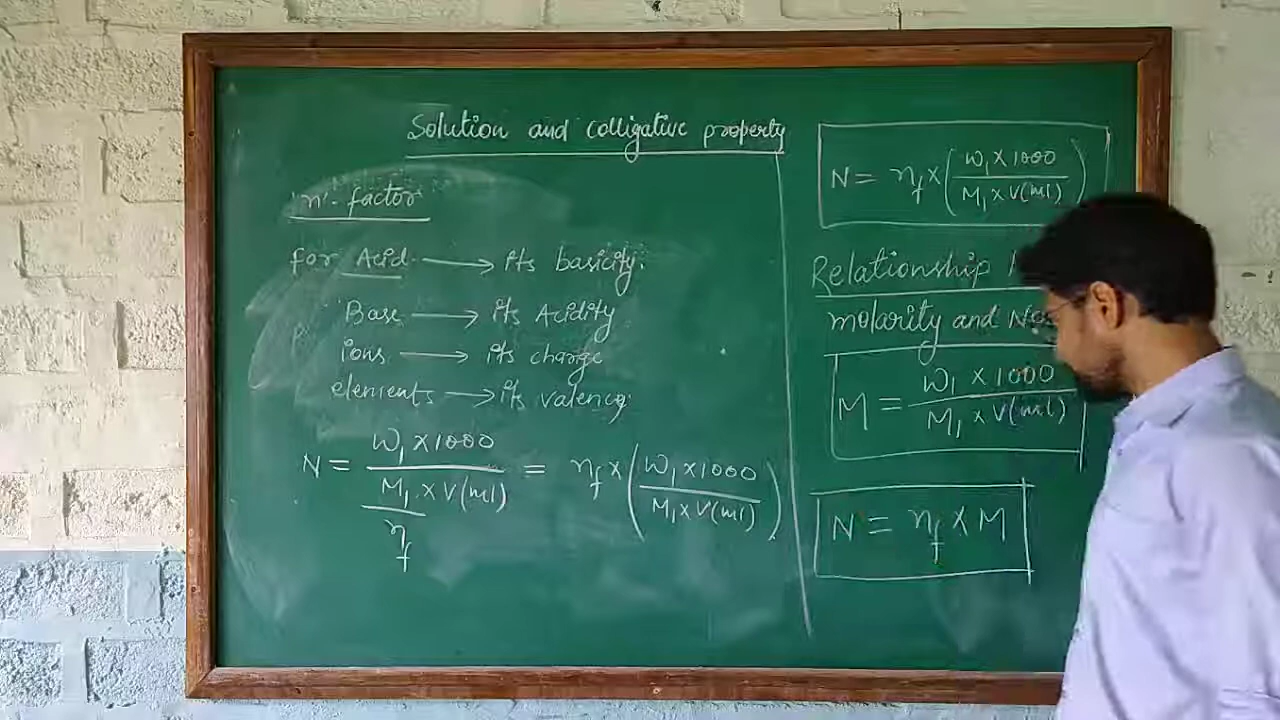 Solution and colligative property
'n'-factor
for Acid → its basicity.
Base → its Acidity
ions → its charge
elements → its valency
N = W₁×1000 / (M₁/n_f × V(ml)) = n_f × (W₁×1000 / M₁×V(ml))
N = n_f × (W₁×1000 / M₁×V(ml))
Relationship
molarity and
M = W₁×1000 / M₁×V(ml)
N = n_f × M